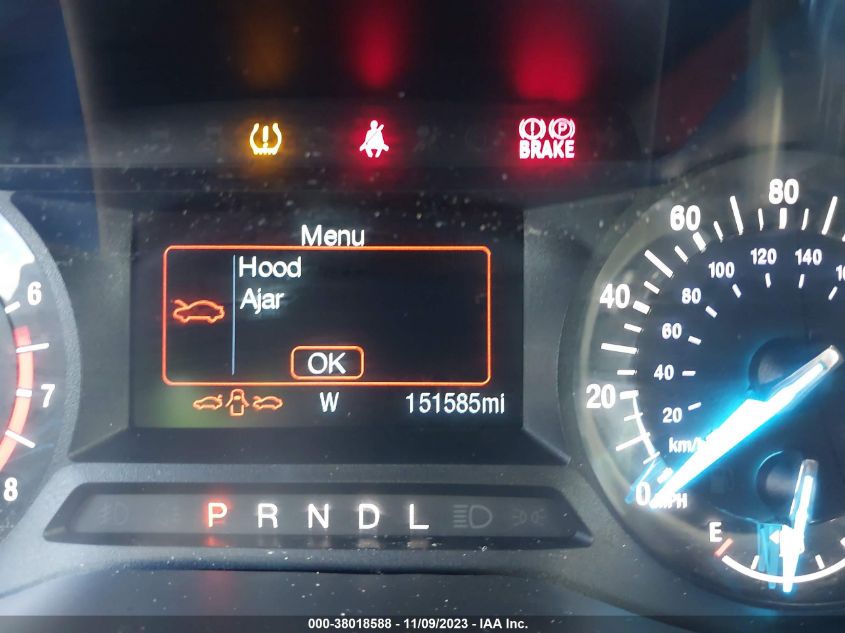 BRAKE
Menu
Hood
Ajar
OK
W 151585mi
6
7
8
P R N D L
0 20 40 60 80
MPH
20 40 60 80 100 120 140
km/h
E
000-38018588 - 11/09/2023 - IAA Inc.